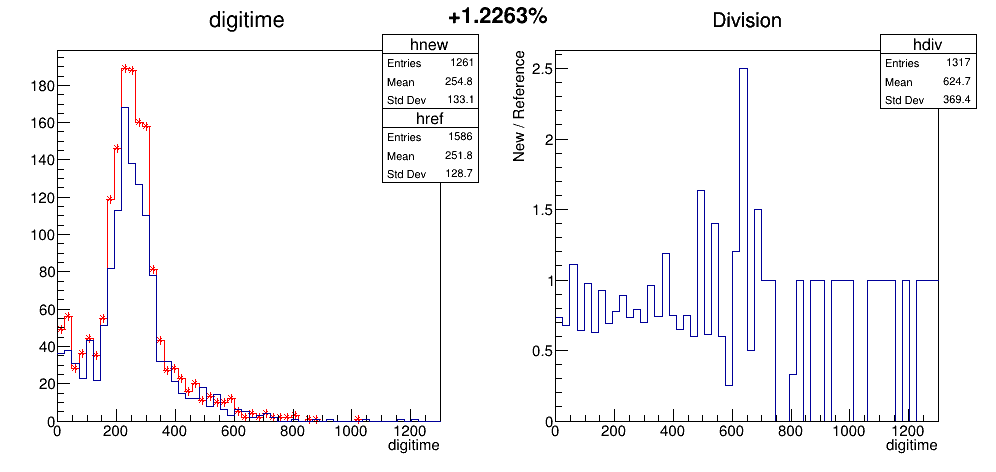 digitime
+1.2263%
Division
hnew
Entries 1261
Mean 254.8
Std Dev 133.1
href
Entries 1586
Mean 251.8
Std Dev 128.7
180
160
140
120
100
80
60
40
20
0
0 200 400 600 800 1000 1200
digitime
hdiv
Entries 1317
Mean 624.7
Std Dev 369.4
New / Reference
2.5
2
1.5
1
0.5
0
0 200 400 600 800 1000 1200
digitime